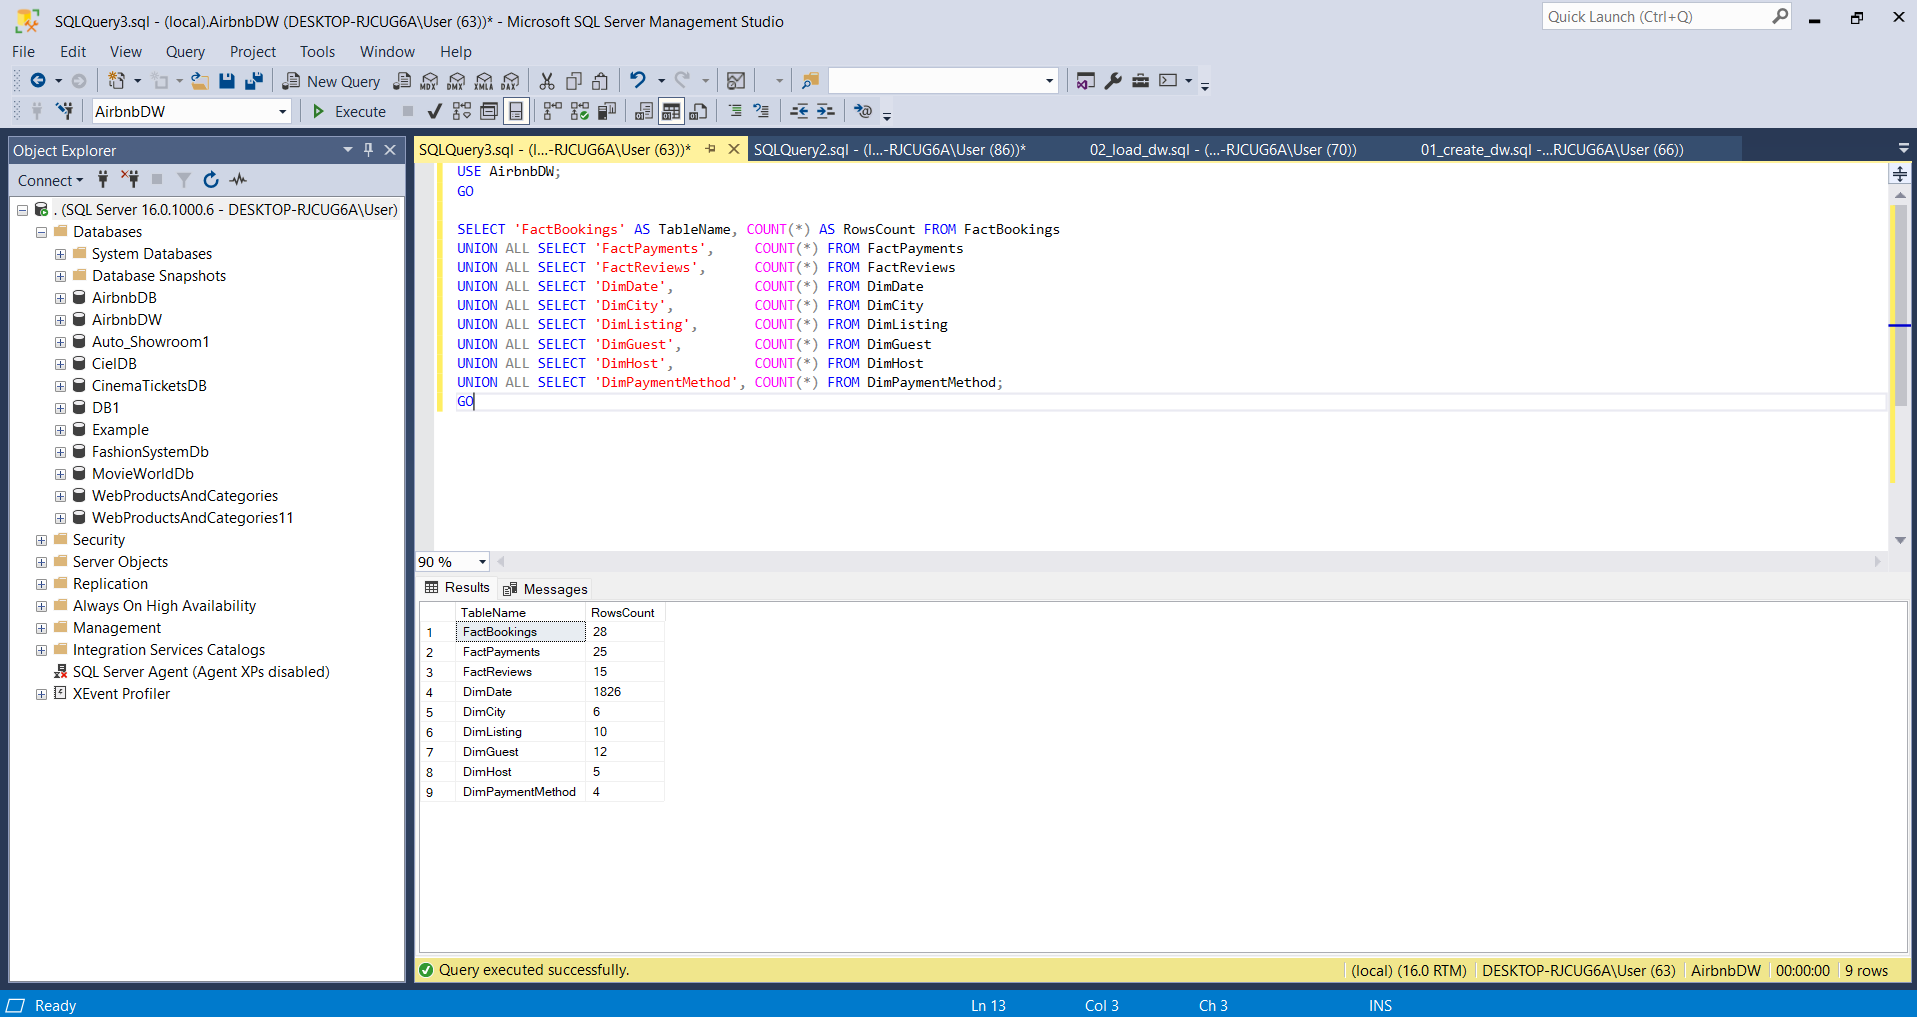 SQLQuery3.sql - (local).AirbnbDW (DESKTOP-RJCUG6A\User (63))* - Microsoft SQL Server Management Studio
Quick Launch (Ctrl+Q)
File Edit View Query Project Tools Window Help
New Query MDX DMX XMLA DAX
AirbnbDW Execute
Object Explorer
Connect
. (SQL Server 16.0.1000.6 - DESKTOP-RJCUG6A\User)
Databases
System Databases
Database Snapshots
AirbnbDB
AirbnbDW
Auto_Showroom1
CielDB
CinemaTicketsDB
DB1
Example
FashionSystemDb
MovieWorldDb
WebProductsAndCategories
WebProductsAndCategories11
Security
Server Objects
Replication
Always On High Availability
Management
Integration Services Catalogs
SQL Server Agent (Agent XPs disabled)
XEvent Profiler
SQLQuery3.sql - (l...-RJCUG6A\User (63))* SQLQuery2.sql - (l...-RJCUG6A\User (86))* 02_load_dw.sql - (...-RJCUG6A\User (70)) 01_create_dw.sql -...RJCUG6A\User (66))
USE AirbnbDW;
GO
SELECT 'FactBookings' AS TableName, COUNT(*) AS RowsCount FROM FactBookings
UNION ALL SELECT 'FactPayments', COUNT(*) FROM FactPayments
UNION ALL SELECT 'FactReviews', COUNT(*) FROM FactReviews
UNION ALL SELECT 'DimDate', COUNT(*) FROM DimDate
UNION ALL SELECT 'DimCity', COUNT(*) FROM DimCity
UNION ALL SELECT 'DimListing', COUNT(*) FROM DimListing
UNION ALL SELECT 'DimGuest', COUNT(*) FROM DimGuest
UNION ALL SELECT 'DimHost', COUNT(*) FROM DimHost
UNION ALL SELECT 'DimPaymentMethod', COUNT(*) FROM DimPaymentMethod;
GO
90 %
Results Messages
TableName RowsCount
1 FactBookings 28
2 FactPayments 25
3 FactReviews 15
4 DimDate 1826
5 DimCity 6
6 DimListing 10
7 DimGuest 12
8 DimHost 5
9 DimPaymentMethod 4
Query executed successfully. (local) (16.0 RTM) DESKTOP-RJCUG6A\User (63) AirbnbDW 00:00:00 9 rows
Ready Ln 13 Col 3 Ch 3 INS